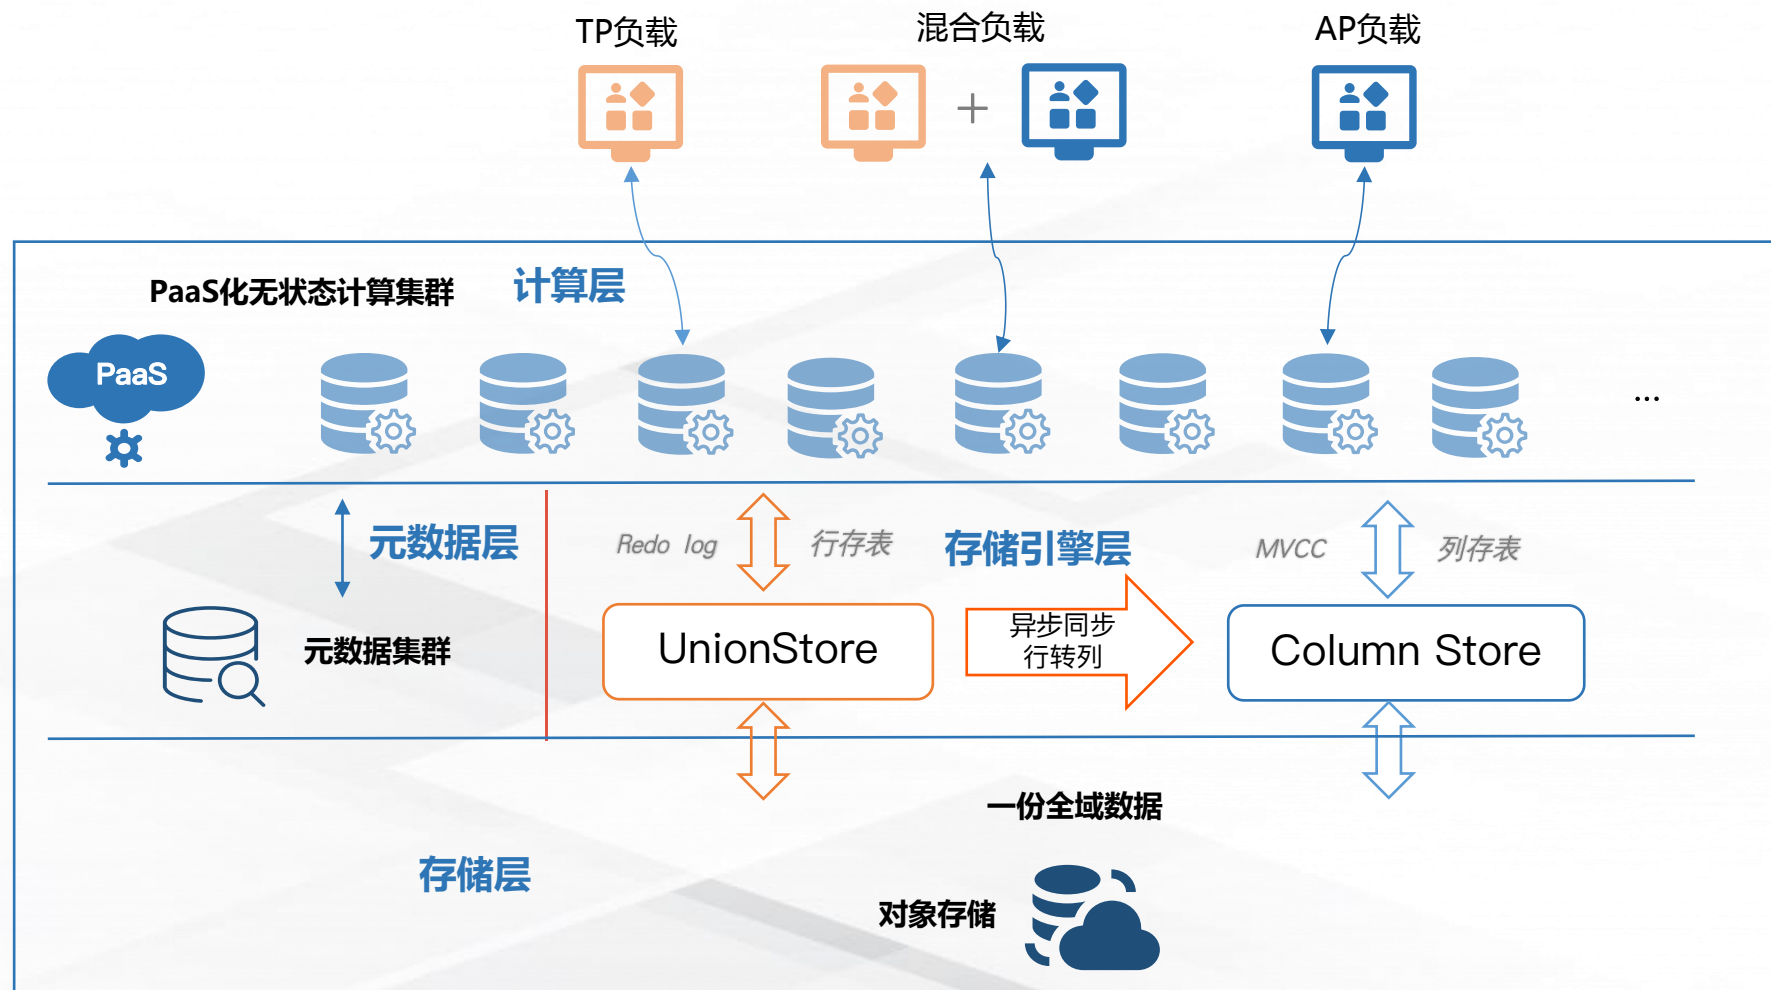 TP负载
混合负载
AP负载
+
PaaS化无状态计算集群
计算层
PaaS
...
元数据层
Redo log
行存表
存储引擎层
MVCC
列存表
元数据集群
UnionStore
异步同步
行转列
Column Store
一份全域数据
存储层
对象存储